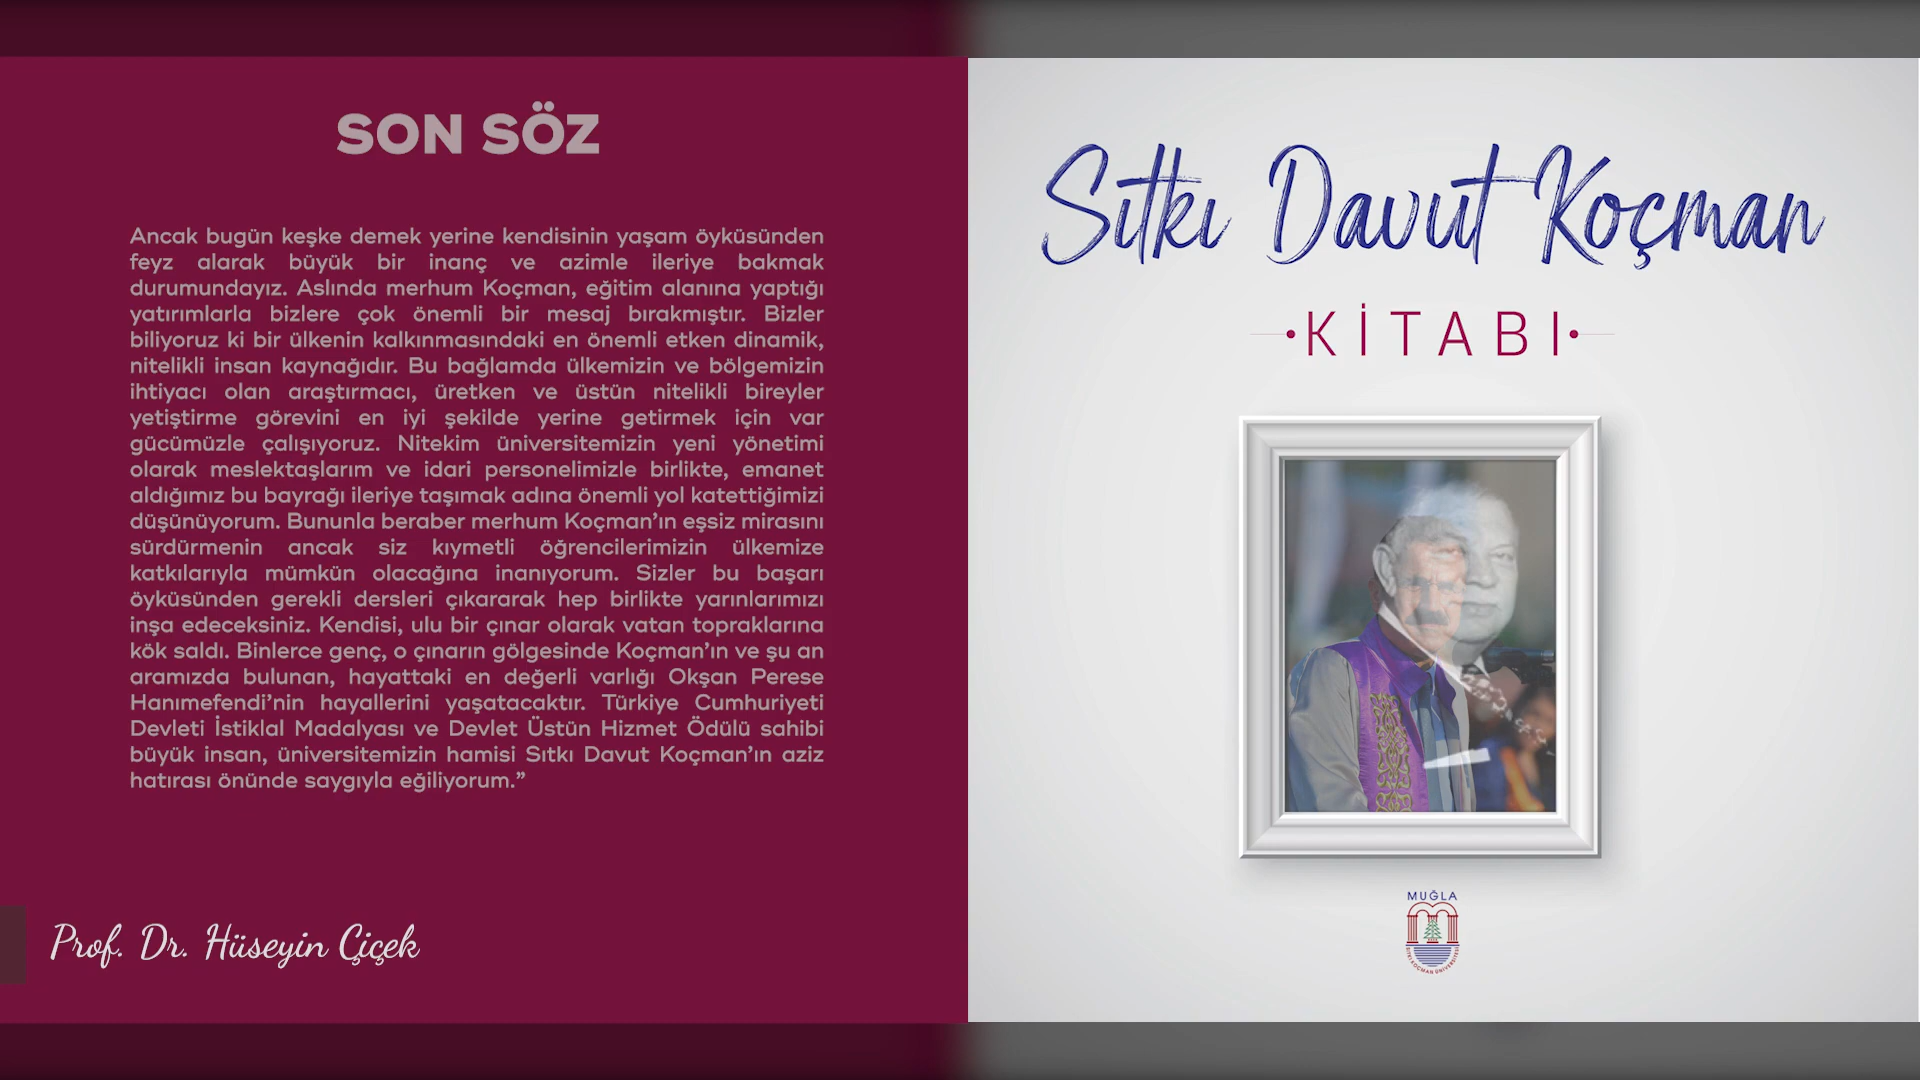 SON SÖZ
Ancak bugün keşke demek yerine kendisinin yaşam öyküsünden
feyz alarak büyük bir inanç ve azimle ileriye bakmak
durumundayız. Aslında merhum Koçman, eğitim alanına yaptığı
yatırımlarla bizlere çok önemli bir mesaj bırakmıştır. Bizler
biliyoruz ki bir ülkenin kalkınmasındaki en önemli etken dinamik,
nitelikli insan kaynağıdır. Bu bağlamda ülkemizin ve bölgemizin
ihtiyacı olan araştırmacı, üretken ve üstün nitelikli bireyler
yetiştirme görevini en iyi şekilde yerine getirmek için var
gücümüzle çalışıyoruz. Nitekim üniversitemizin yeni yönetimi
olarak meslektaşlarım ve idari personelimizle birlikte, emanet
aldığımız bu bayrağı ileriye taşımak adına önemli yol katettiğimizi
düşünüyorum. Bununla beraber merhum Koçman’ın eşsiz mirasını
sürdürmenin ancak siz kıymetli öğrencilerimizin ülkemize
katkılarıyla mümkün olacağına inanıyorum. Sizler bu başarı
öyküsünden gerekli dersleri çıkararak hep birlikte yarınlarımızı
inşa edeceksiniz. Kendisi, ulu bir çınar olarak vatan topraklarına
kök saldı. Binlerce genç, o çınarın gölgesinde Koçman’ın ve şu an
aramızda bulunan, hayattaki en değerli varlığı Okşan Perese
Hanımefendi’nin hayallerini yaşatacaktır. Türkiye Cumhuriyeti
Devleti İstiklal Madalyası ve Devlet Üstün Hizmet Ödülü sahibi
büyük insan, üniversitemizin hamisi Sıtkı Davut Koçman’ın aziz
hatırası önünde saygıyla eğiliyorum.”
Prof. Dr. Hüseyin Çiçek
Sıtkı Davut Koçman
KİTABI
MUĞLA
SITKI KOÇMAN ÜNİVERSİTESİ